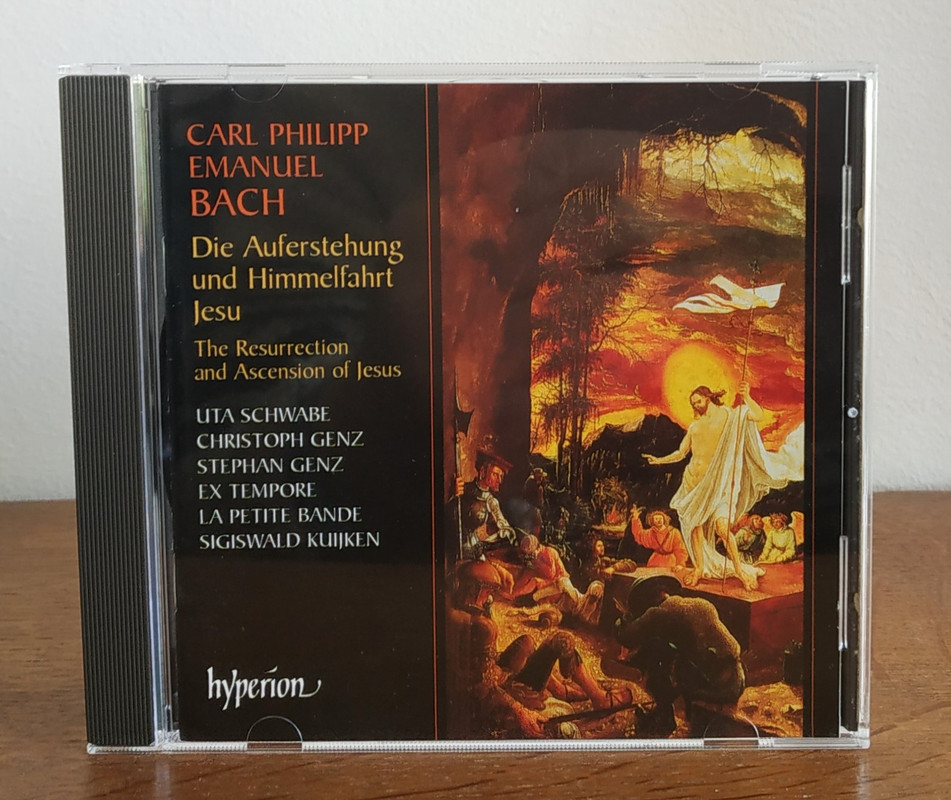 CARL PHILIPP
EMANUEL
BACH
Die Auferstehung
und Himmelfahrt
Jesu
The Resurrection
and Ascension of Jesus
UTA SCHWABE
CHRISTOPH GENZ
STEPHAN GENZ
EX TEMPORE
LA PETITE BANDE
SIGISWALD KUIJKEN
hyperion